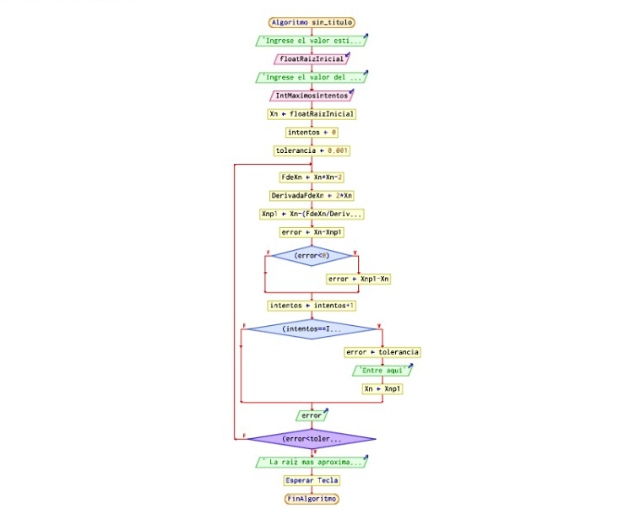 Algoritmo sin_titulo
'Ingrese el valor esti...
floatRaizInicial
'Ingrese el valor del ...
IntMaximosintentos
Xn ← floatRaizInicial
intentos ← 0
tolerancia ← 0.001
FdeXn ← Xn*Xn-2
DerivadaFdeXn ← 2*Xn
Xnp1 ← Xn-(FdeXn/Deriv...
error ← Xn-Xnp1
F (error<0) V
error ← Xnp1-Xn
intentos ← intentos+1
F (intentos==I... V
error ← tolerancia
'Entre aqui'
Xn ← Xnp1
error
F (error<toler...
V
' La raiz mas aproxima...
Esperar Tecla
FinAlgoritmo